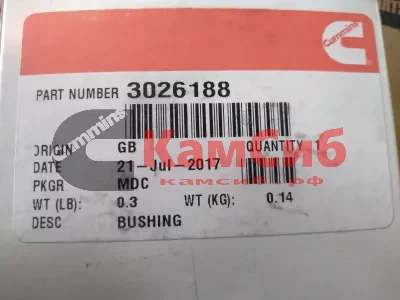 Cummins
PART NUMBER 3026188
ORIGIN GB QUANTITY 1
DATE 21-Jul-2017
PKGR MDC
WT (LB): 0.3 WT (KG): 0.14
DESC BUSHING
Cummins
КамСиб
камсиб.рф